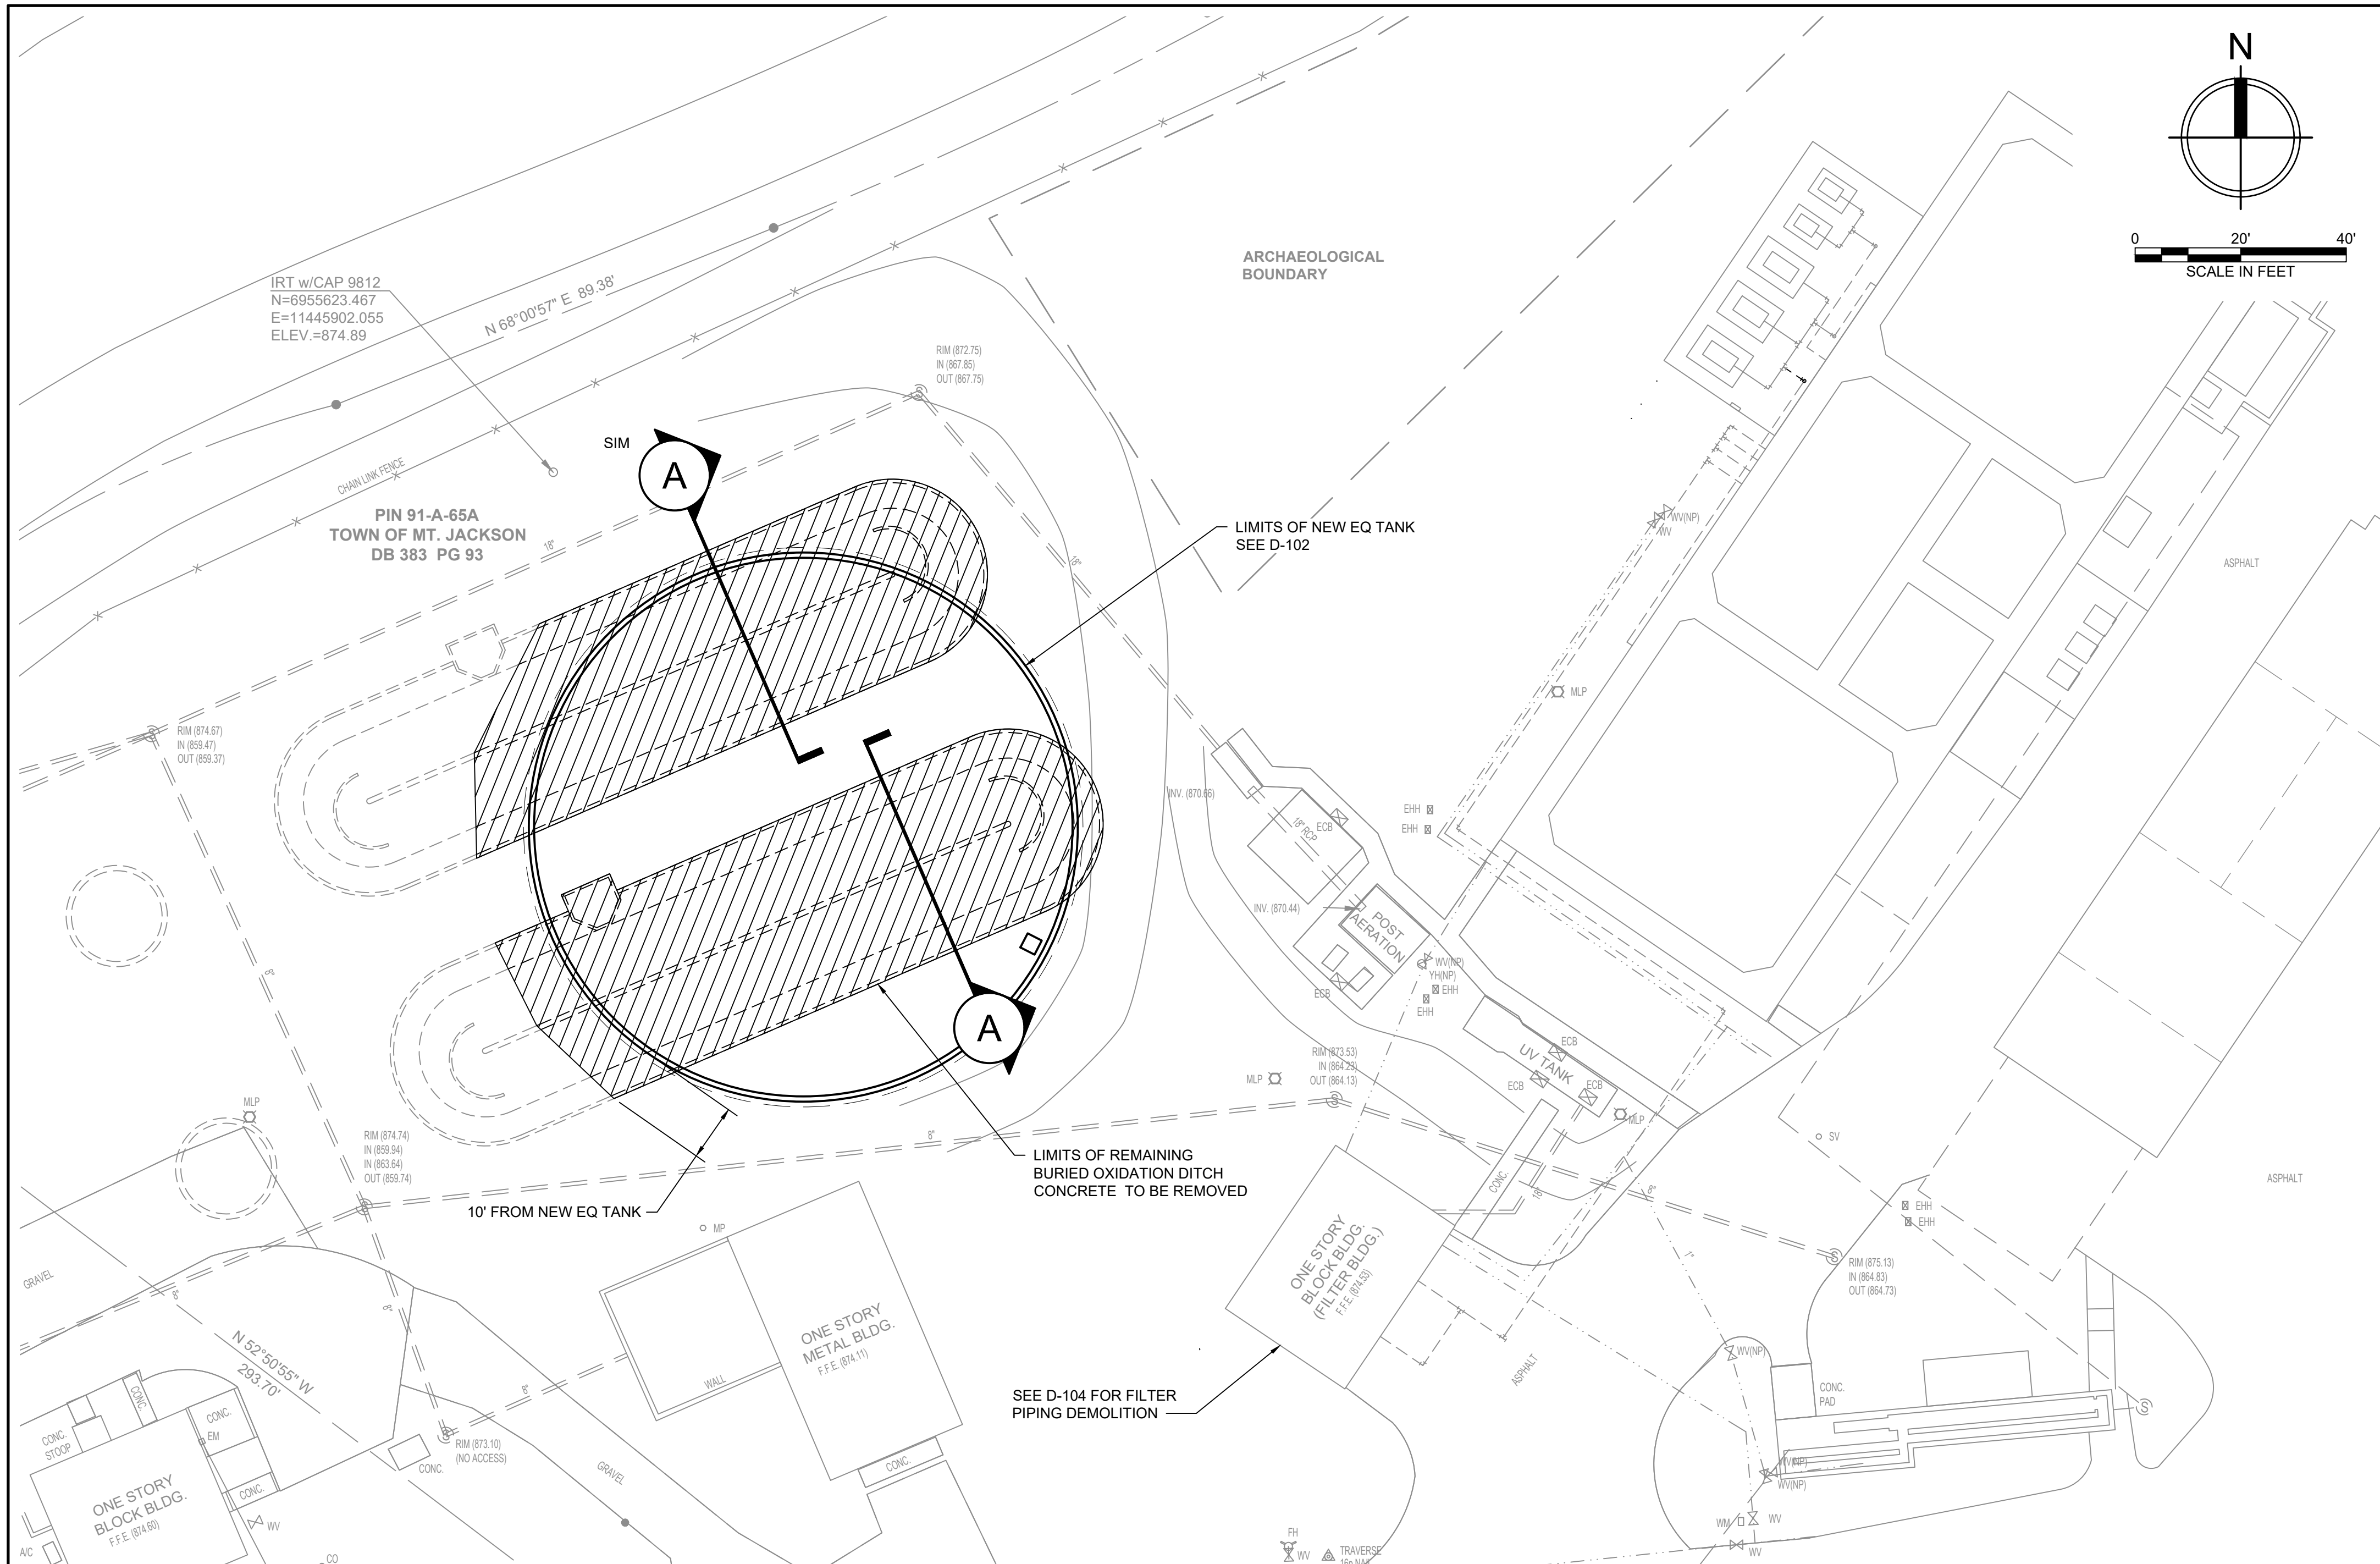 N
0 20' 40'
SCALE IN FEET
ARCHAEOLOGICAL
BOUNDARY
IRT w/CAP 9812
N=6955623.467
E=11445902.055
ELEV.=874.89
N 68°00'57" E 89.38'
RIM (872.75)
IN (867.85)
OUT (867.75)
CHAIN LINK FENCE
SIM
A
PIN 91-A-65A
TOWN OF MT. JACKSON
DB 383 PG 93
18"
18"
LIMITS OF NEW EQ TANK
SEE D-102
WV(NP)
WV
ASPHALT
MLP
RIM (874.67)
IN (859.47)
OUT (859.37)
INV. (870.66)
18" RCP
ECB
EHH
EHH
INV. (870.44)
POST
AERATION
ECB
WV(NP)
YH(NP)
EHH
EHH
8"
A
MLP
RIM (873.53)
IN (864.23)
OUT (864.13)
MLP
UV TANK
ECB
ECB
ECB
MLP
SV
RIM (874.74)
IN (859.94)
IN (863.64)
OUT (859.74)
8"
LIMITS OF REMAINING
BURIED OXIDATION DITCH
CONCRETE TO BE REMOVED
10' FROM NEW EQ TANK
MP
CONC.
18"
8"
ASPHALT
EHH
EHH
ONE STORY
BLOCK BLDG.
(FILTER BLDG.)
F.F.E. (874.53)
1"
RIM (875.13)
IN (864.83)
OUT (864.73)
GRAVEL
8"
8"
N 52°50'55" W
293.70'
ONE STORY
METAL BLDG.
F.F.E. (874.11)
WALL
8"
ASPHALT
WV(NP)
CONC.
PAD
SEE D-104 FOR FILTER
PIPING DEMOLITION
CONC.
CONC.
EM
CONC.
STOOP
RIM (873.10)
(NO ACCESS)
CONC.
GRAVEL
CONC.
CONC.
WV(NP)
WV(NP)
ONE STORY
BLOCK BLDG.
F.F.E. (874.60)
WV
A/C
CO
FH
WV
TRAVERSE
WM
WV
WV